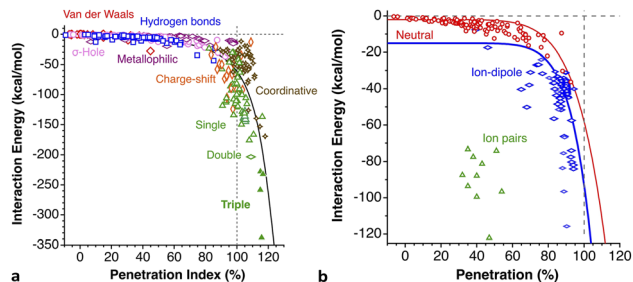 Van der Waals
Hydrogen bonds
σ-Hole
Metallophilic
Charge-shift
Coordinative
Single
Double
Triple
Interaction Energy (kcal/mol)
0
-50
-100
-150
-200
-250
-300
-350
0 20 40 60 80 100 120
Penetration Index (%)
a
Neutral
Ion-dipole
Ion pairs
Interaction Energy (kcal/mol)
0
-20
-40
-60
-80
-100
-120
0 20 40 60 80 100 120
Penetration (%)
b